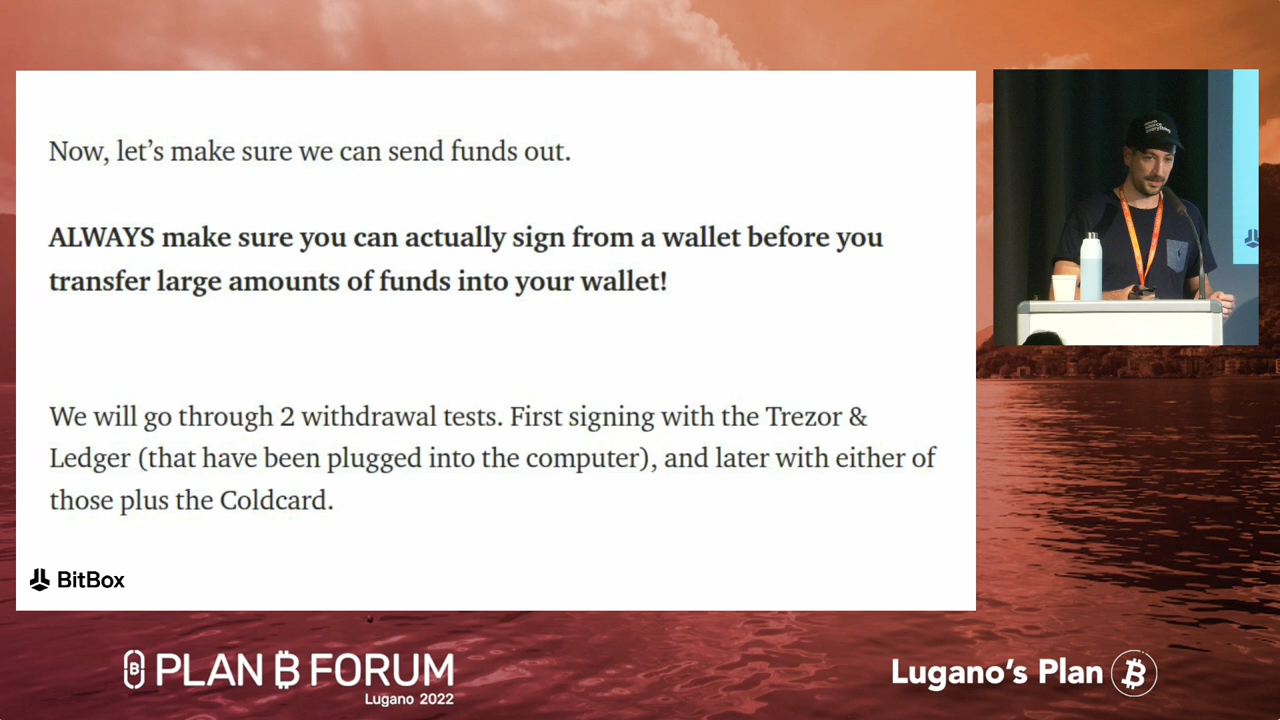 Now, let’s make sure we can send funds out.
ALWAYS make sure you can actually sign from a wallet before you
transfer large amounts of funds into your wallet!
We will go through 2 withdrawal tests. First signing with the Trezor &
Ledger (that have been plugged into the computer), and later with either of
those plus the Coldcard.
BitBox
PLAN ₿ FORUM
Lugano 2022
Lugano’s Plan ₿